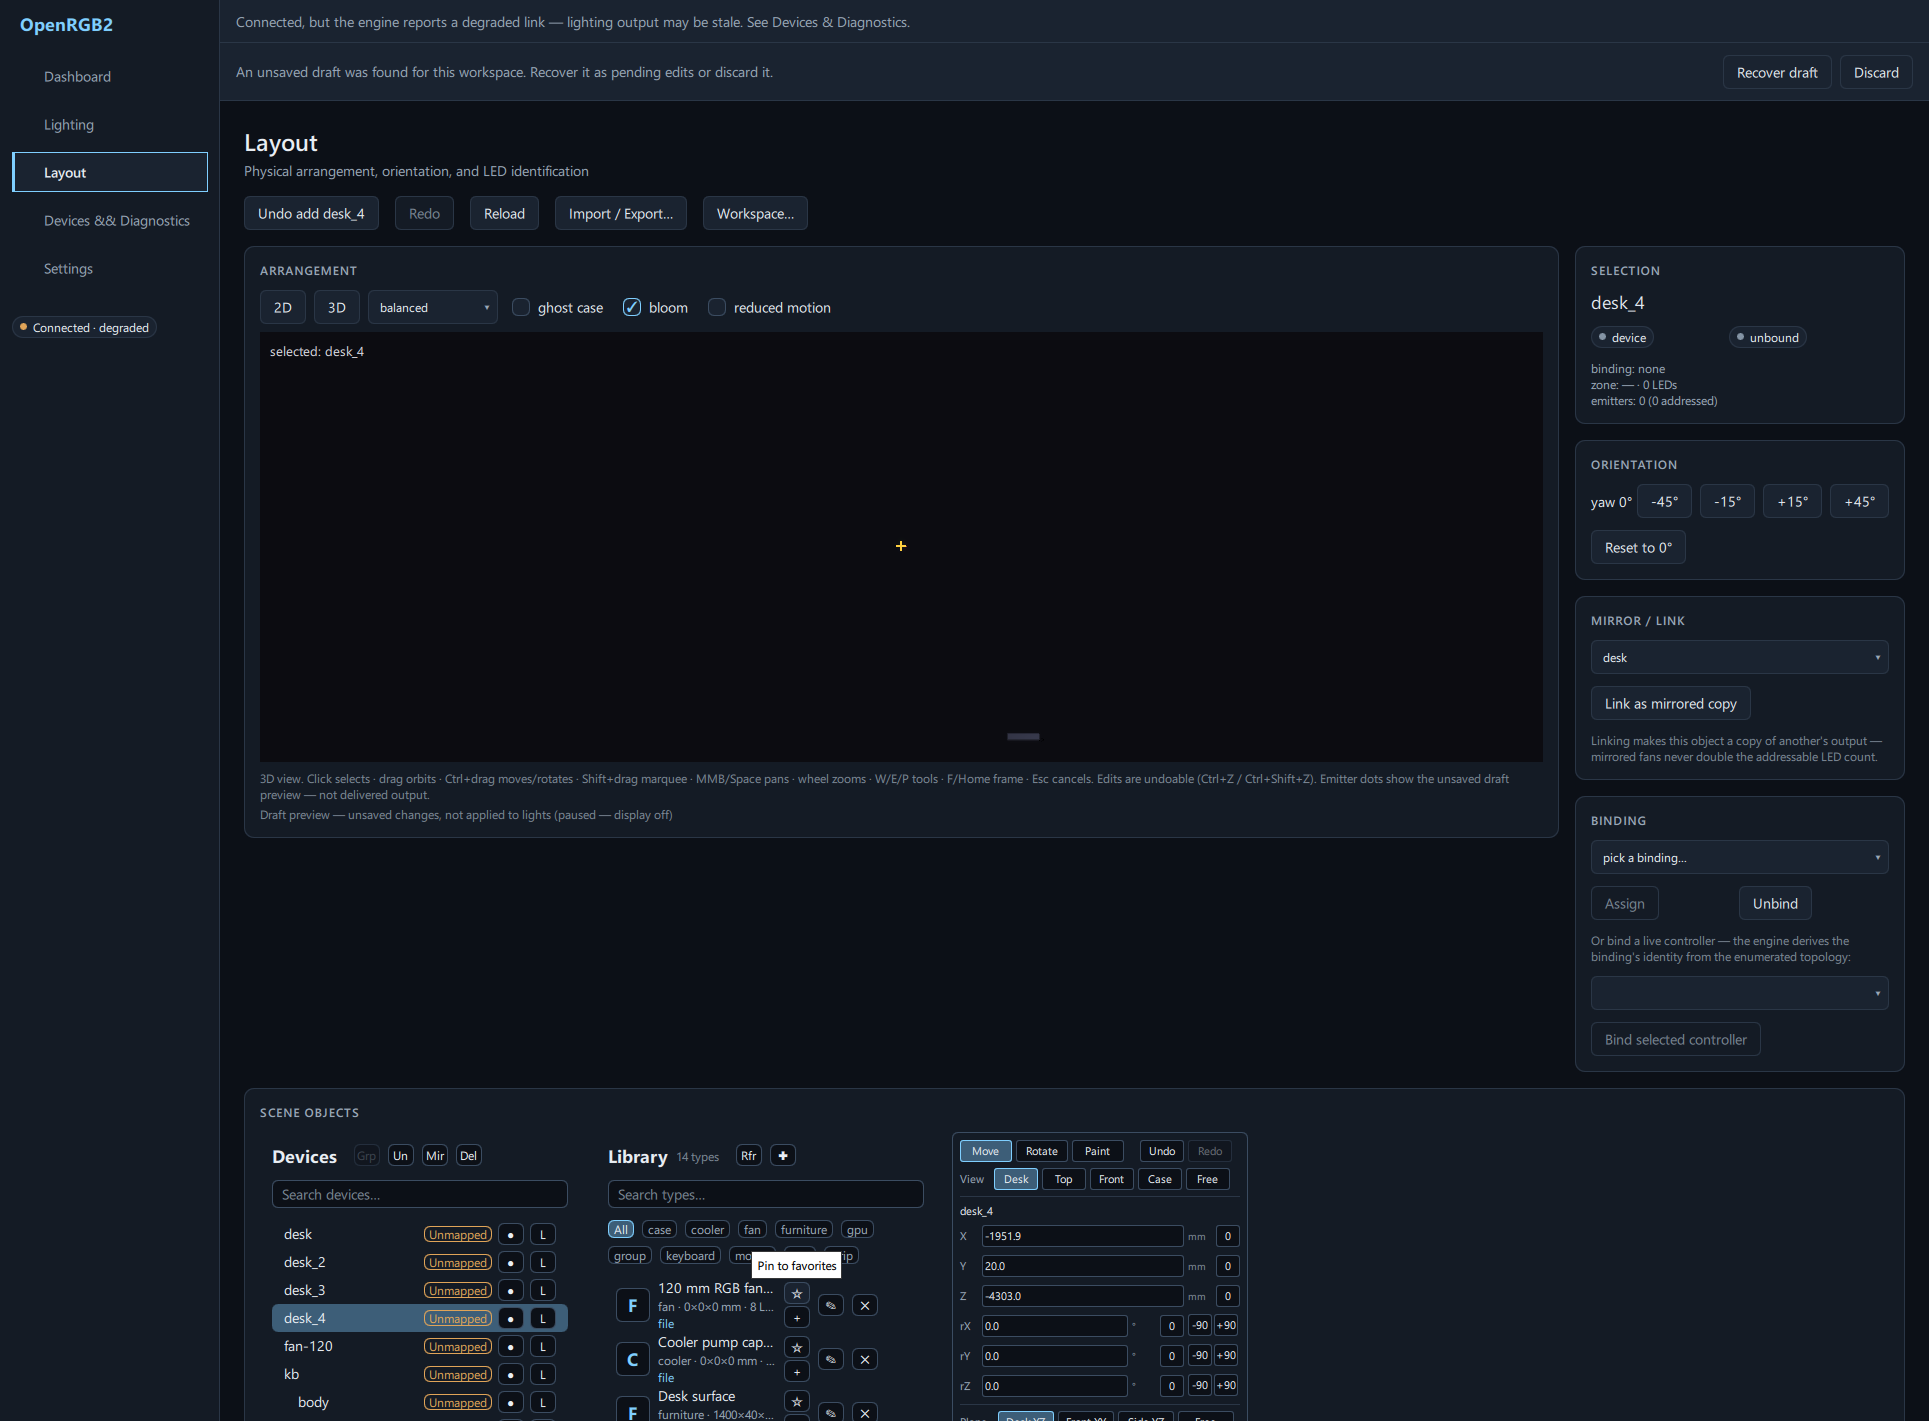 OpenRGB2
Dashboard
Lighting
Layout
Devices && Diagnostics
Settings
Connected · degraded
Connected, but the engine reports a degraded link — lighting output may be stale. See Devices & Diagnostics.
An unsaved draft was found for this workspace. Recover it as pending edits or discard it.
Recover draft
Discard
Layout
Physical arrangement, orientation, and LED identification
Undo add desk_4
Redo
Reload
Import / Export...
Workspace...
ARRANGEMENT
2D
3D
balanced
ghost case
bloom
reduced motion
selected: desk_4
3D view. Click selects · drag orbits · Ctrl+drag moves/rotates · Shift+drag marquee · MMB/Space pans · wheel zooms · W/E/P tools · F/Home frame · Esc cancels. Edits are undoable (Ctrl+Z / Ctrl+Shift+Z). Emitter dots show the unsaved draft
preview — not delivered output.
Draft preview — unsaved changes, not applied to lights (paused — display off)
SELECTION
desk_4
device
unbound
binding: none
zone: — · 0 LEDs
emitters: 0 (0 addressed)
ORIENTATION
yaw 0°
-45°
-15°
+15°
+45°
Reset to 0°
MIRROR / LINK
desk
Link as mirrored copy
Linking makes this object a copy of another's output —
mirrored fans never double the addressable LED count.
BINDING
pick a binding...
Assign
Unbind
Or bind a live controller — the engine derives the
binding's identity from the enumerated topology:
Bind selected controller
SCENE OBJECTS
Devices
Grp
Un
Mir
Del
Search devices...
desk Unmapped L
desk_2 Unmapped L
desk_3 Unmapped L
desk_4 Unmapped L
fan-120 Unmapped L
kb Unmapped L
body Unmapped L
Library 14 types
Rfr
Search types...
All
case
cooler
fan
furniture
gpu
group
keyboard
mo
ip
Pin to favorites
F
120 mm RGB fan...
fan · 0×0×0 mm · 8 L...
file
C
Cooler pump cap...
cooler · 0×0×0 mm · ...
file
F
Desk surface
furniture · 1400×40×...
Move
Rotate
Paint
Undo
Redo
View
Desk
Top
Front
Case
Free
desk_4
X -1951.9 mm 0
Y 20.0 mm 0
Z -4303.0 mm 0
rX 0.0 ° 0 -90 +90
rY 0.0 ° 0 -90 +90
rZ 0.0 ° 0 -90 +90
Plane
Desk XZ
Front XY
Side YZ
Free